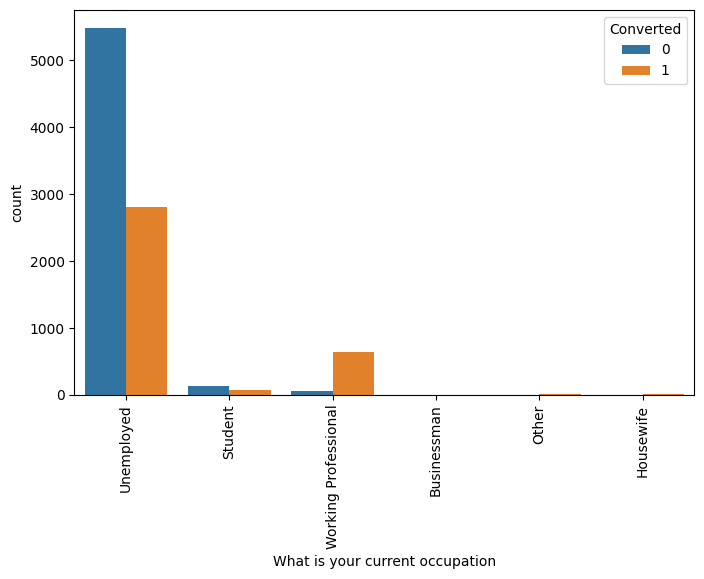 Converted
0
1
5000
4000
3000
2000
1000
0
count
Unemployed
Student
Working Professional
Businessman
Other
Housewife
What is your current occupation